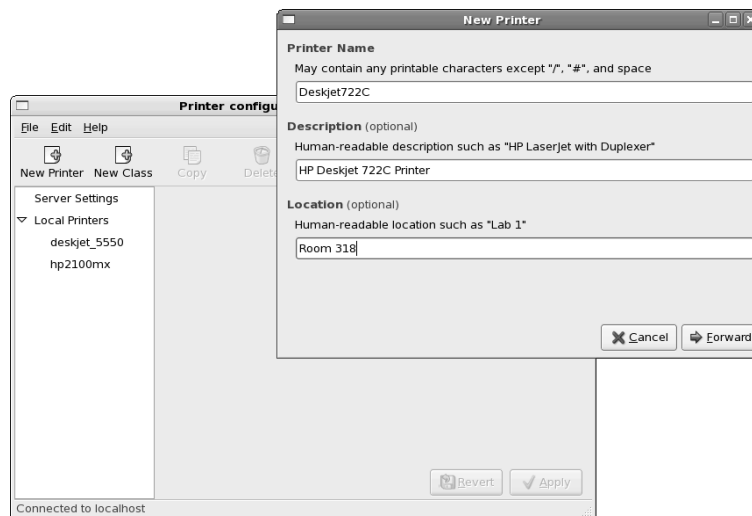 New Printer
Printer Name
May contain any printable characters except "/", "#", and space
Deskjet722C
Description (optional)
Human-readable description such as "HP LaserJet with Duplexer"
HP Deskjet 722C Printer
Location (optional)
Human-readable location such as "Lab 1"
Room 318
Cancel Forward
Printer configu
File Edit Help
New Printer New Class Copy Delete
Server Settings
Local Printers
deskjet_5550
hp2100mx
Revert Apply
Connected to localhost